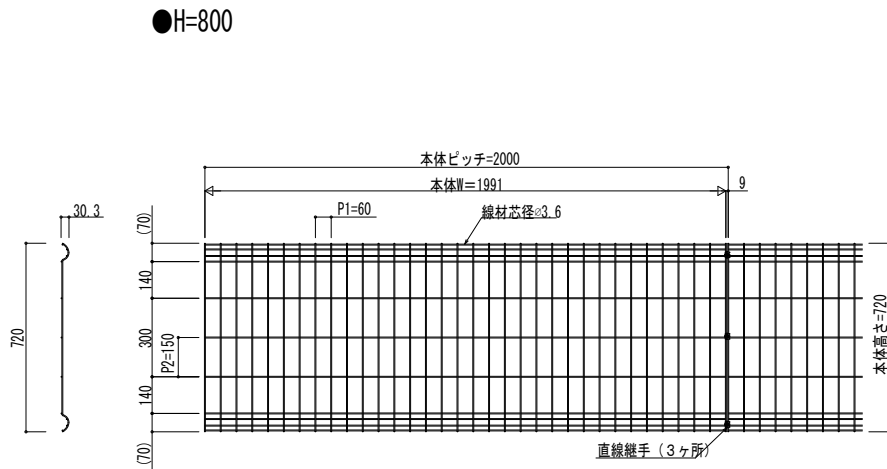 ●H=800
本体ピッチ=2000
本体W=1991
9
30.3
P1=60
線材芯径⌀3.6
(70)
140
720
300
P2=150
本体高さ=720
140
直線継手(3ヶ所)
(70)